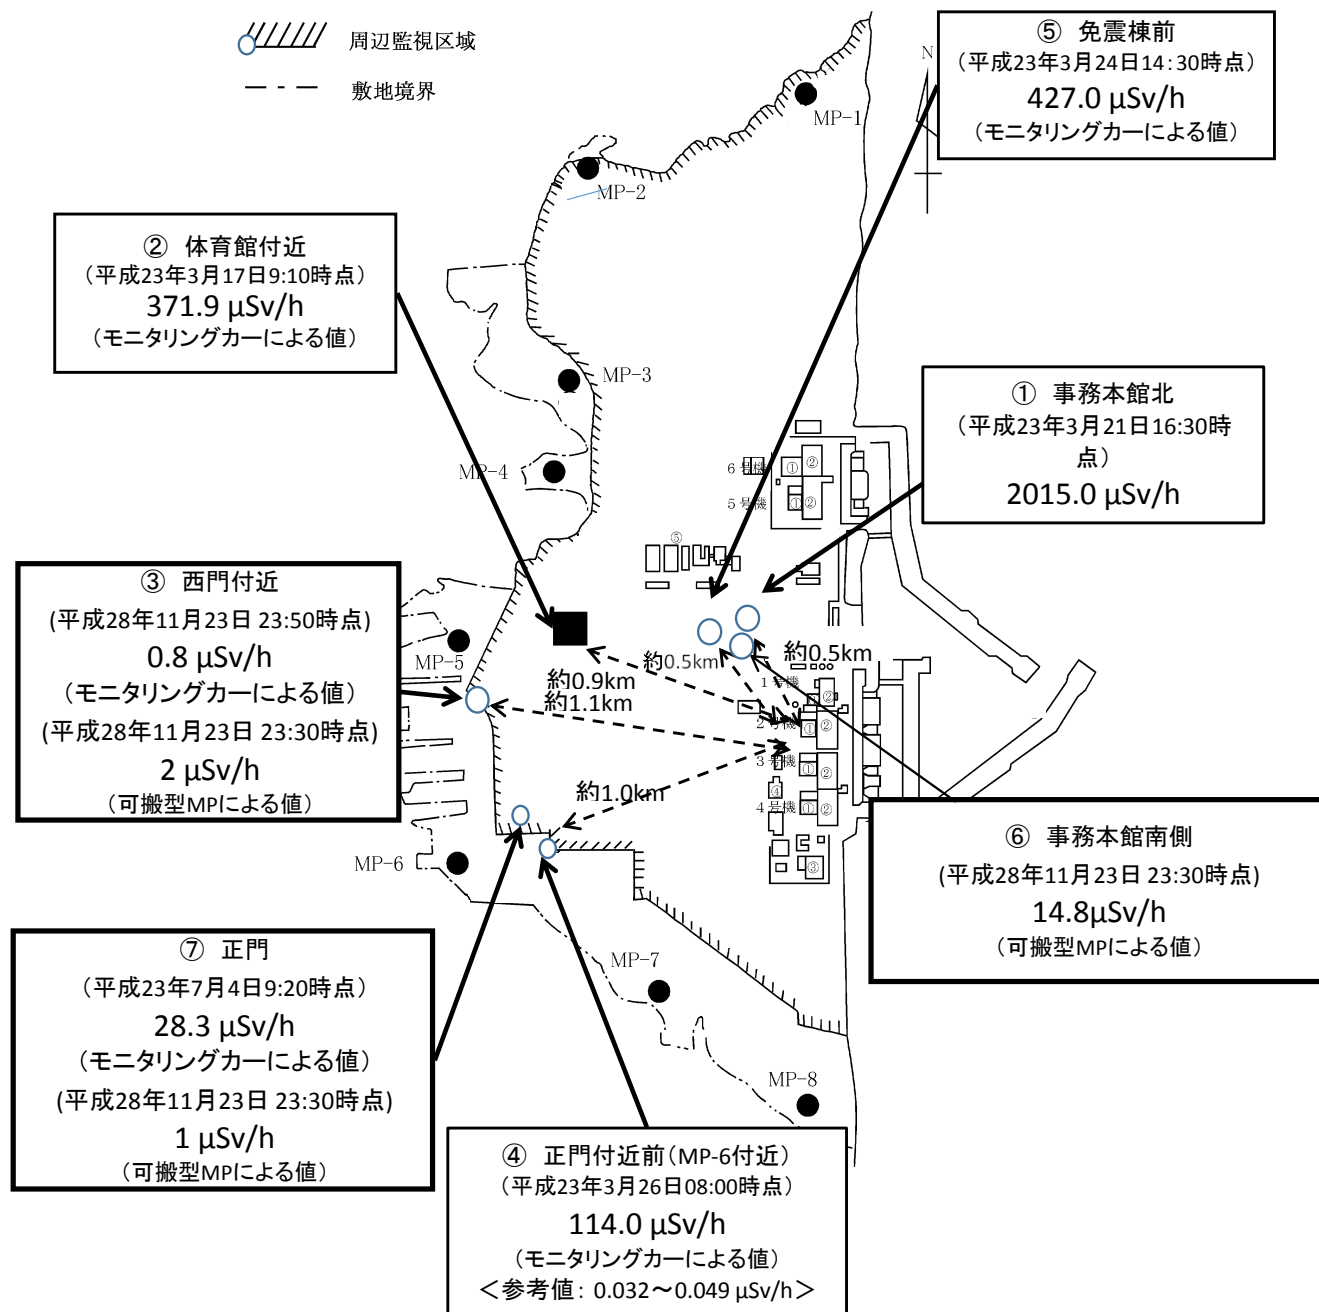 周辺監視区域
敷地境界
⑤ 免震棟前
(平成23年3月24日14:30時点)
427.0 μSv/h
(モニタリングカーによる値)
N
MP-1
MP-2
② 体育館付近
(平成23年3月17日9:10時点)
371.9 μSv/h
(モニタリングカーによる値)
MP-3
① 事務本館北
(平成23年3月21日16:30時
点)
2015.0 μSv/h
MP-4
6号機
①
②
5号機
①
②
⑤
③ 西門付近
(平成28年11月23日 23:50時点)
0.8 μSv/h
(モニタリングカーによる値)
(平成28年11月23日 23:30時点)
2 μSv/h
(可搬型MPによる値)
MP-5
約0.9km
約1.1km
約0.5km
約0.5km
1号機
②
2号機
①
②
3号機
①
②
④
4号機
①
②
③
約1.0km
MP-6
⑥ 事務本館南側
(平成28年11月23日 23:30時点)
14.8μSv/h
(可搬型MPによる値)
⑦ 正門
(平成23年7月4日9:20時点)
28.3 μSv/h
(モニタリングカーによる値)
(平成28年11月23日 23:30時点)
1 μSv/h
(可搬型MPによる値)
MP-7
MP-8
④ 正門付近前(MP-6付近)
(平成23年3月26日08:00時点)
114.0 μSv/h
(モニタリングカーによる値)
<参考値: 0.032~0.049 μSv/h>